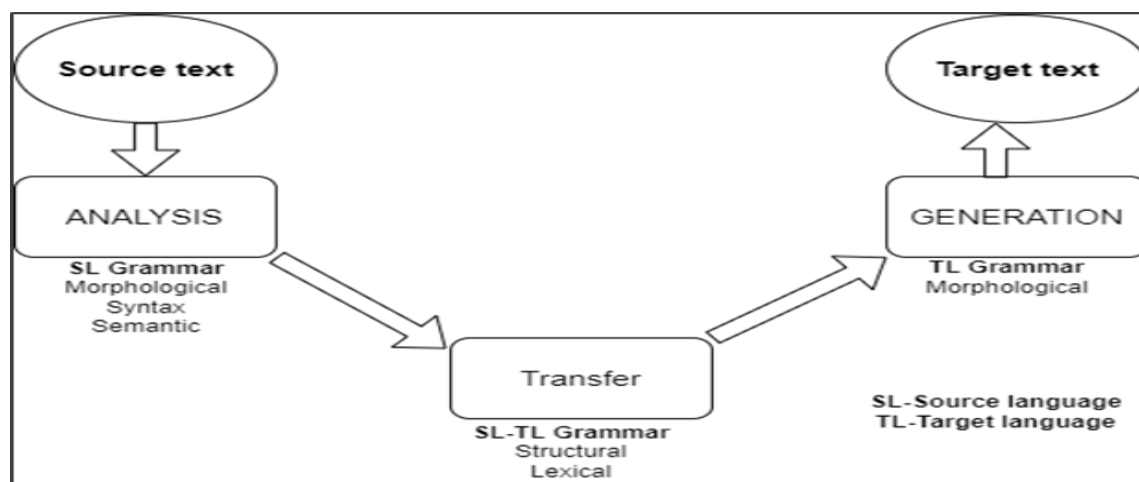 Source text
Target text
ANALYSIS
GENERATION
SL Grammar
Morphological
Syntax
Semantic
TL Grammar
Morphological
Transfer
SL-TL Grammar
Structural
Lexical
SL-Source language
TL-Target language